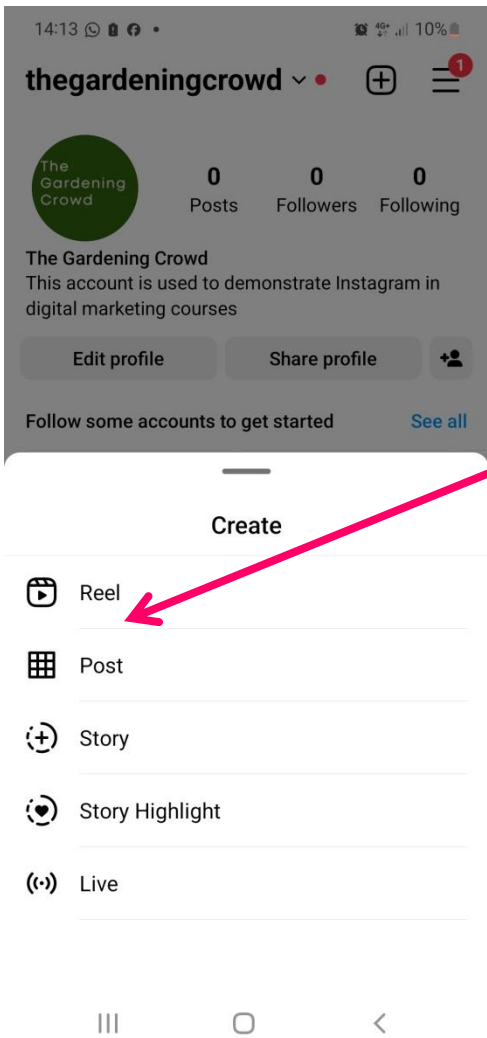 14:13 4G+ 10%
thegardeningcrowd 1
The
Gardening
Crowd
0 0 0
Posts Followers Following
The Gardening Crowd
This account is used to demonstrate Instagram in
digital marketing courses
Edit profile Share profile
Follow some accounts to get started See all
Create
Reel
Post
Story
Story Highlight
Live